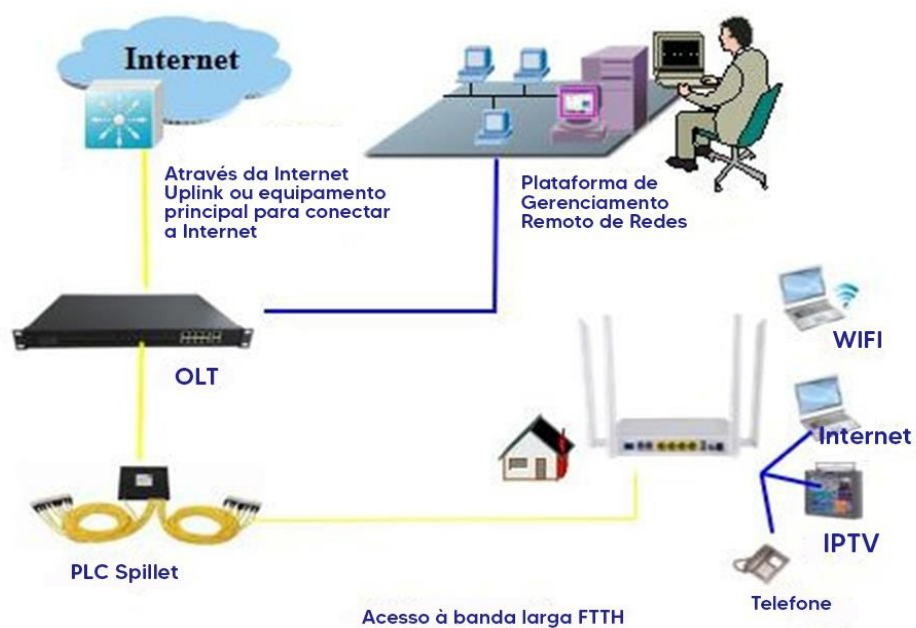 Internet
Através da Internet
Uplink ou equipamento
principal para conectar
a Internet
Plataforma de
Gerenciamento
Remoto de Redes
OLT
WIFI
Internet
IPTV
PLC Spillet
Telefone
Acesso à banda larga FTTH